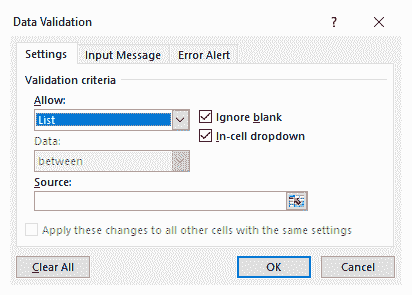 Data Validation
?
Settings
Input Message
Error Alert
Validation criteria
Allow:
List
Ignore blank
In-cell dropdown
Data:
between
Source:
Apply these changes to all other cells with the same settings
Clear All
OK
Cancel